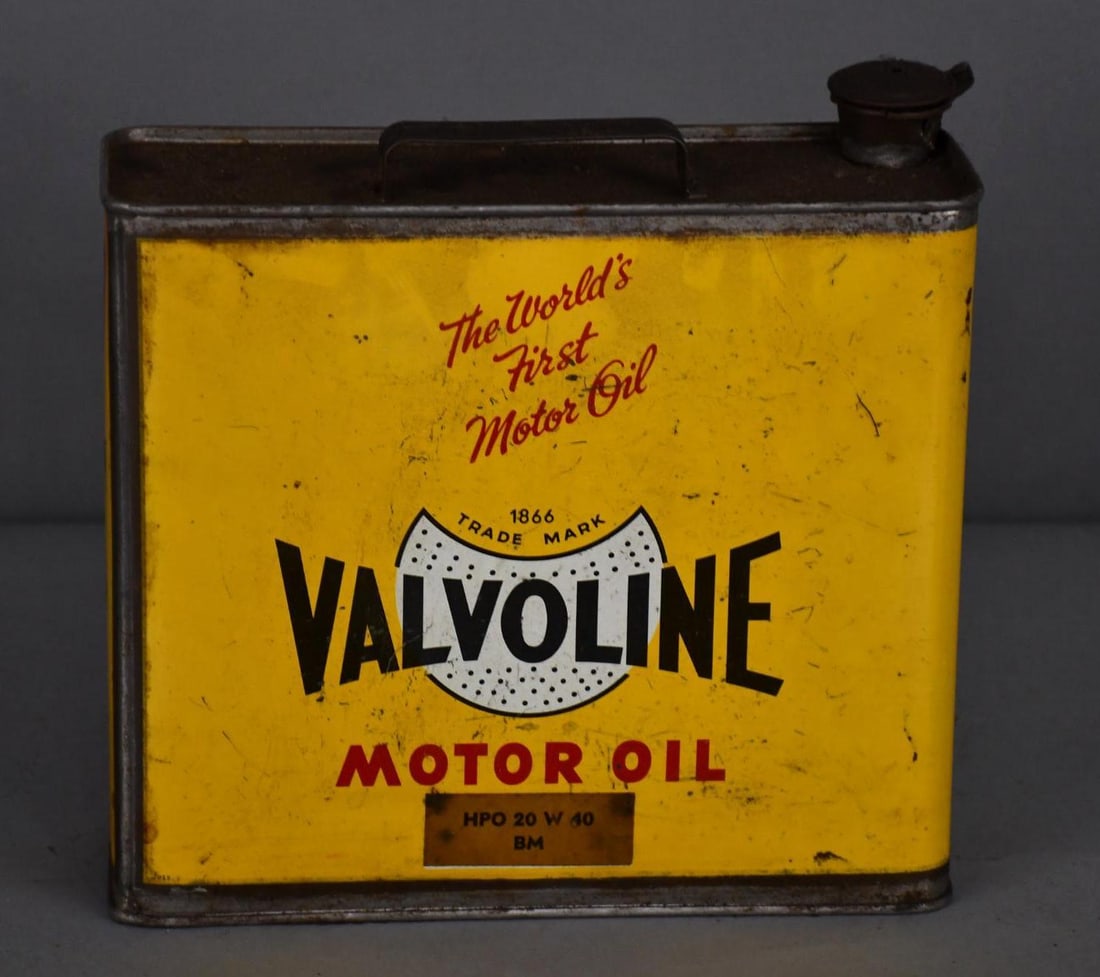 The World's
First
Motor Oil
1866
TRADE MARK
VALVOLINE
MOTOR OIL
HPO 20 W 40
BM